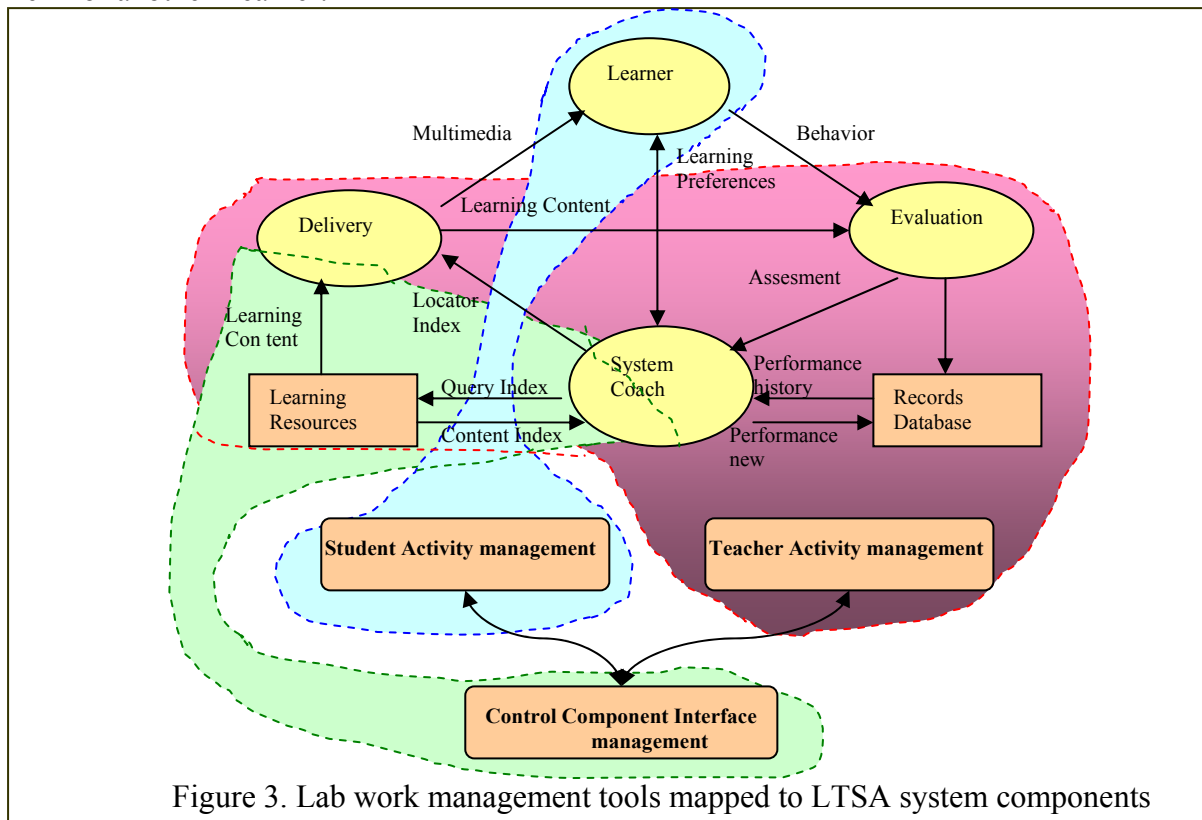 Learner
Multimedia
Behavior
Learning
Preferences
Learning Content
Delivery
Evaluation
Assesment
Locator
Index
Learning
Con tent
System
Coach
Performance
history
Query Index
Learning
Resources
Records
Database
Content Index
Performance
new
Student Activity management
Teacher Activity management
Control Component Interface
management
Figure 3. Lab work management tools mapped to LTSA system components